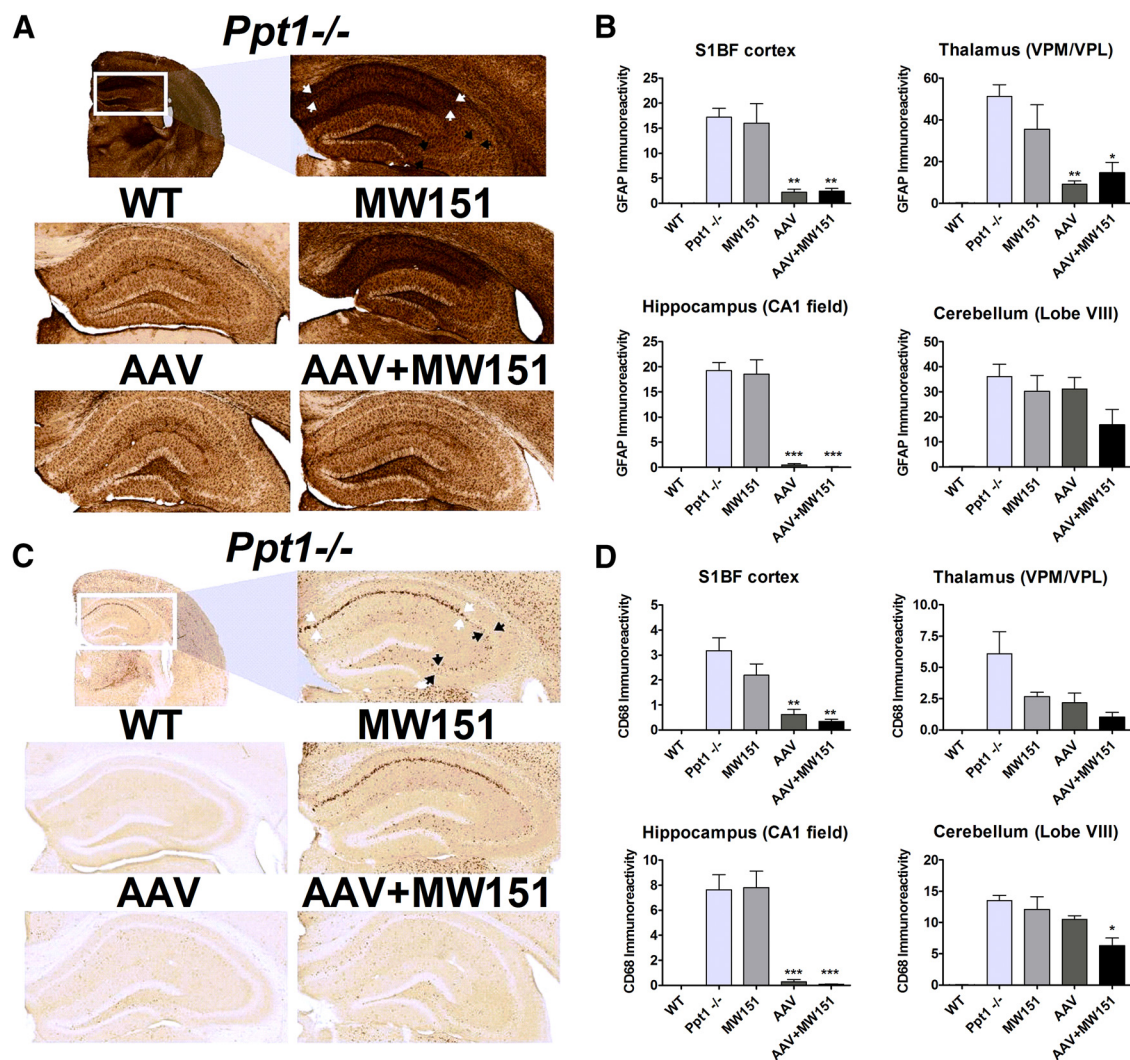 A
Ppt1-/-
WT
MW151
AAV
AAV+MW151
B
S1BF cortex
GFAP Immunoreactivity
25
20
15
10
5
0
**
**
WT
Ppt1 -/-
MW151
AAV
AAV+MW151
Thalamus (VPM/VPL)
GFAP Immunoreactivity
60
40
20
0
**
*
WT
Ppt1 -/-
MW151
AAV
AAV+MW151
Hippocampus (CA1 field)
GFAP Immunoreactivity
25
20
15
10
5
0
***
***
WT
Ppt1 -/-
MW151
AAV
AAV+MW151
Cerebellum (Lobe VIII)
GFAP Immunoreactivity
50
40
30
20
10
0
WT
Ppt1 -/-
MW151
AAV
AAV+MW151
C
Ppt1-/-
WT
MW151
AAV
AAV+MW151
D
S1BF cortex
CD68 Immunoreactivity
5
4
3
2
1
0
**
**
WT
Ppt1 -/-
MW151
AAV
AAV+MW151
Thalamus (VPM/VPL)
CD68 Immunoreactivity
10.0
7.5
5.0
2.5
0.0
WT
Ppt1 -/-
MW151
AAV
AAV+MW151
Hippocampus (CA1 field)
CD68 Immunoreactivity
10
8
6
4
2
0
***
***
WT
Ppt1 -/-
MW151
AAV
AAV+MW151
Cerebellum (Lobe VIII)
CD68 Immunoreactivity
20
15
10
5
0
*
WT
Ppt1 -/-
MW151
AAV
AAV+MW151